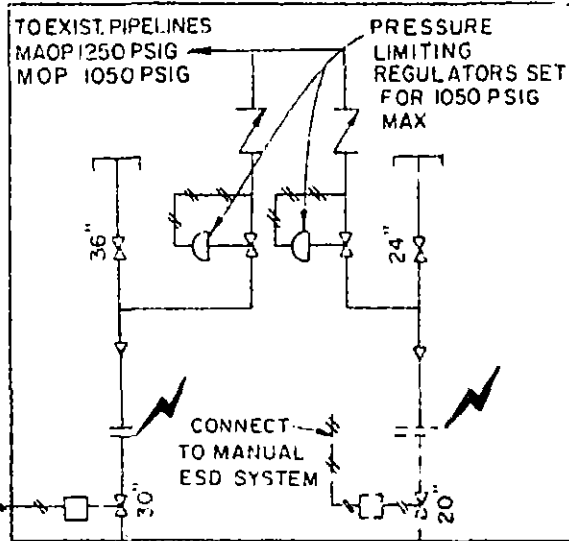 TO EXIST. PIPELINES
MAOP 1250 PSIG
MOP 1050 PSIG
PRESSURE
LIMITING
REGULATORS SET
FOR 1050 PSIG
MAX
36"
24"
CONNECT
TO MANUAL
ESD SYSTEM
30"
20"